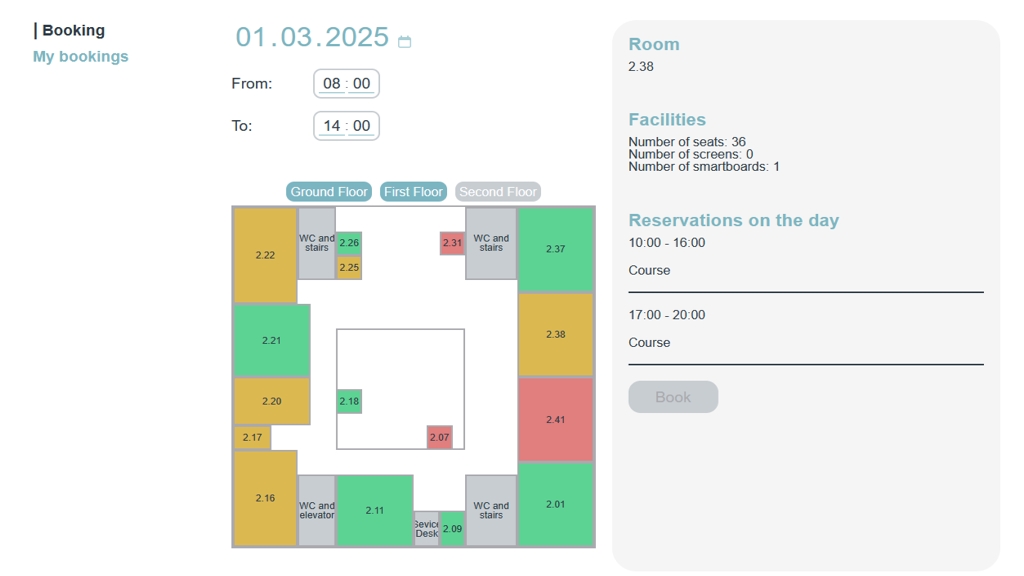 | Booking
My bookings
01.03.2025
From:
08 : 00
To:
14 : 00
Ground Floor
First Floor
Second Floor
2.22
WC and
stairs
2.26
2.25
2.31
WC and
stairs
2.37
2.21
2.38
2.20
2.18
2.41
2.17
2.07
2.16
WC and
elevator
2.11
Sevice
Desk
2.09
WC and
stairs
2.01
Room
2.38
Facilities
Number of seats: 36
Number of screens: 0
Number of smartboards: 1
Reservations on the day
10:00 - 16:00
Course
17:00 - 20:00
Course
Book